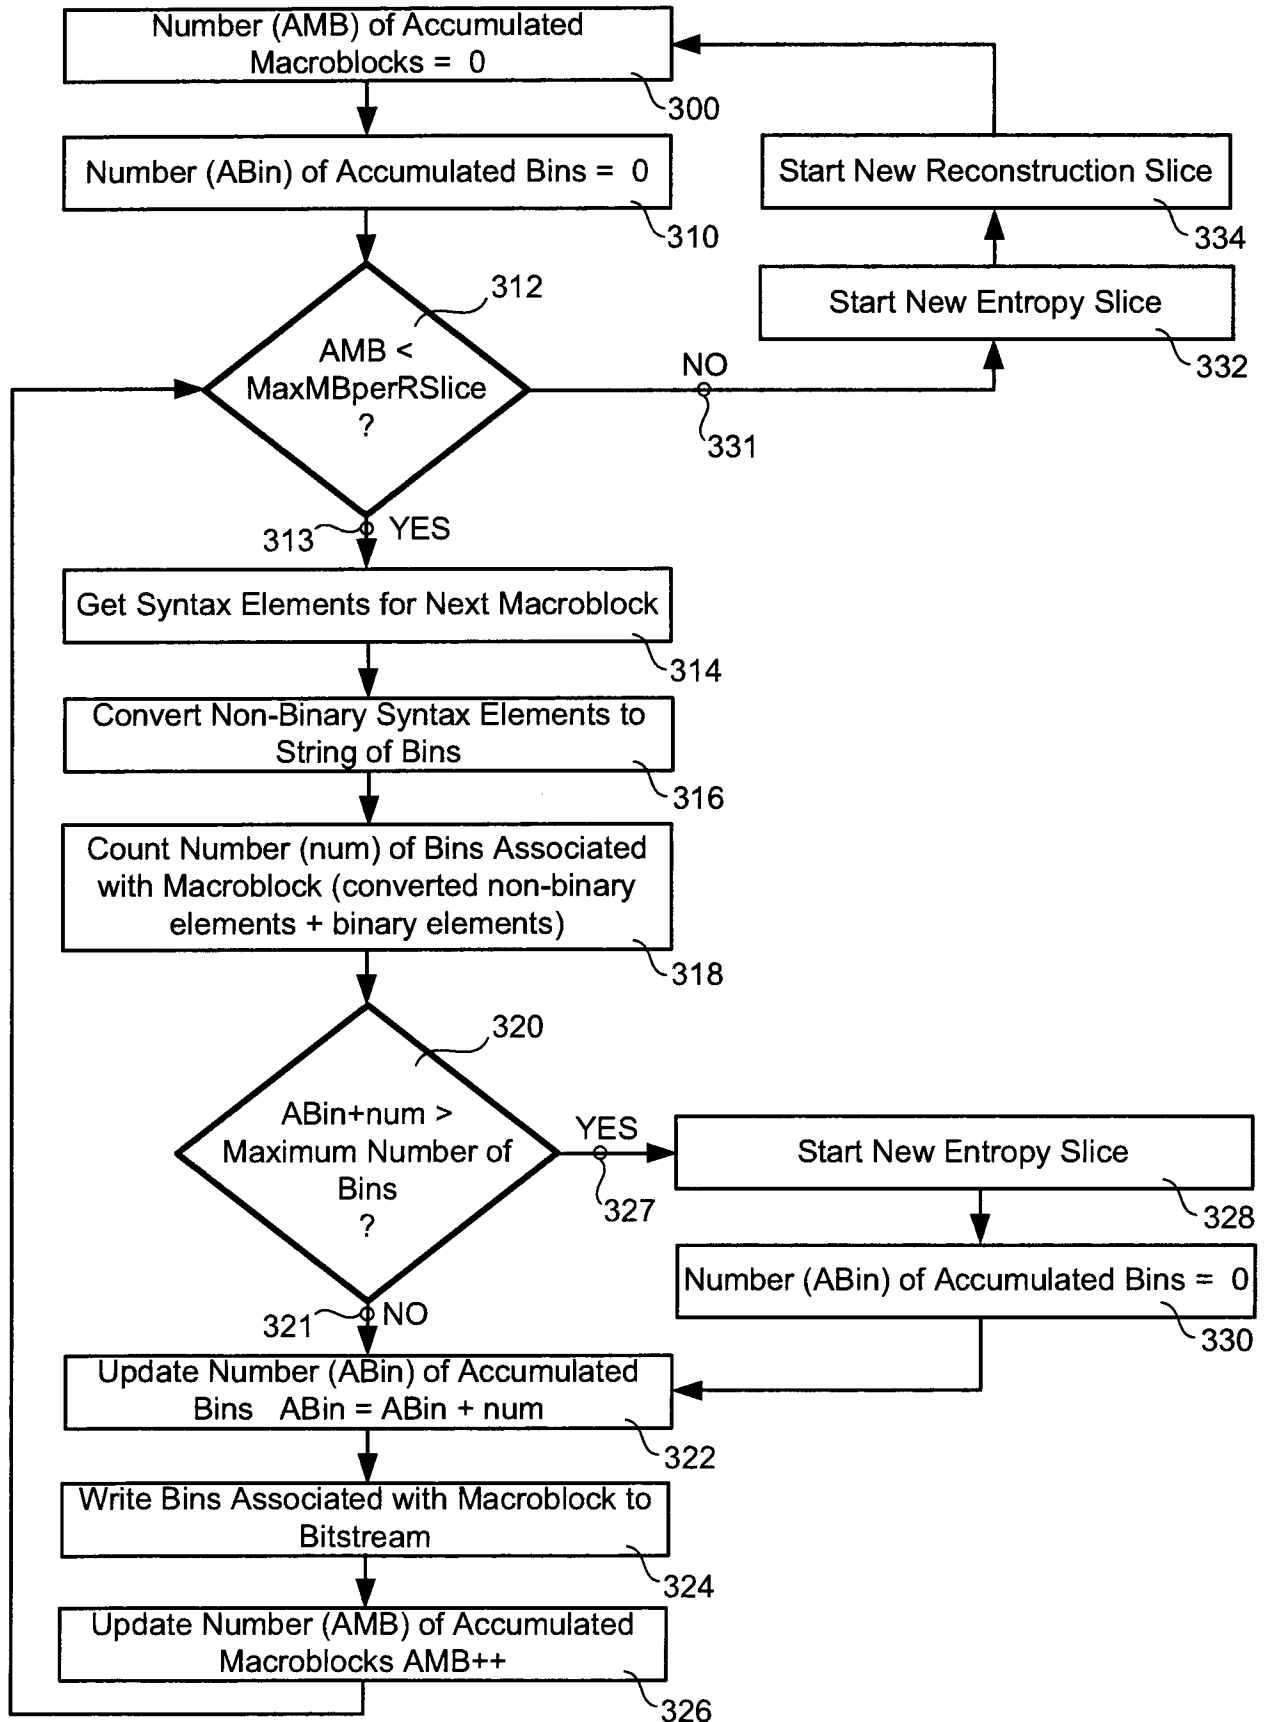 Number (AMB) of Accumulated
Macroblocks = 0
300
Number (ABin) of Accumulated Bins = 0
310
Start New Reconstruction Slice
334
Start New Entropy Slice
332
312
AMB <
MaxMBperRSlice
?
NO
331
313
YES
Get Syntax Elements for Next Macroblock
314
Convert Non-Binary Syntax Elements to
String of Bins
316
Count Number (num) of Bins Associated
with Macroblock (converted non-binary
elements + binary elements)
318
320
ABin+num >
Maximum Number of
Bins
?
YES
327
Start New Entropy Slice
328
Number (ABin) of Accumulated Bins = 0
330
321
NO
Update Number (ABin) of Accumulated
Bins ABin = ABin + num
322
Write Bins Associated with Macroblock to
Bitstream
324
Update Number (AMB) of Accumulated
Macroblocks AMB++
326